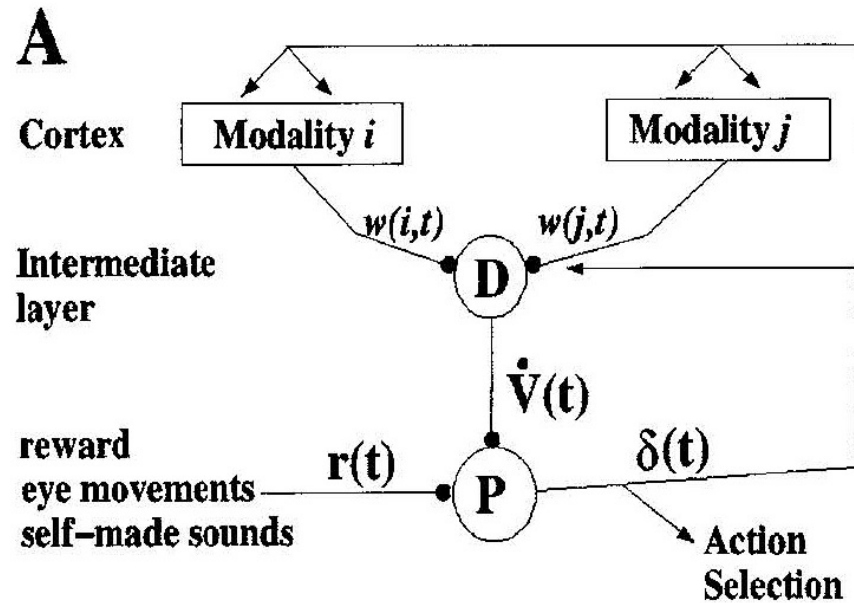 A
Cortex
Modality i
Modality j
w(i,t)
w(j,t)
Intermediate
layer
D
V̇(t)
reward
eye movements
self-made sounds
r(t)
P
δ(t)
Action
Selection